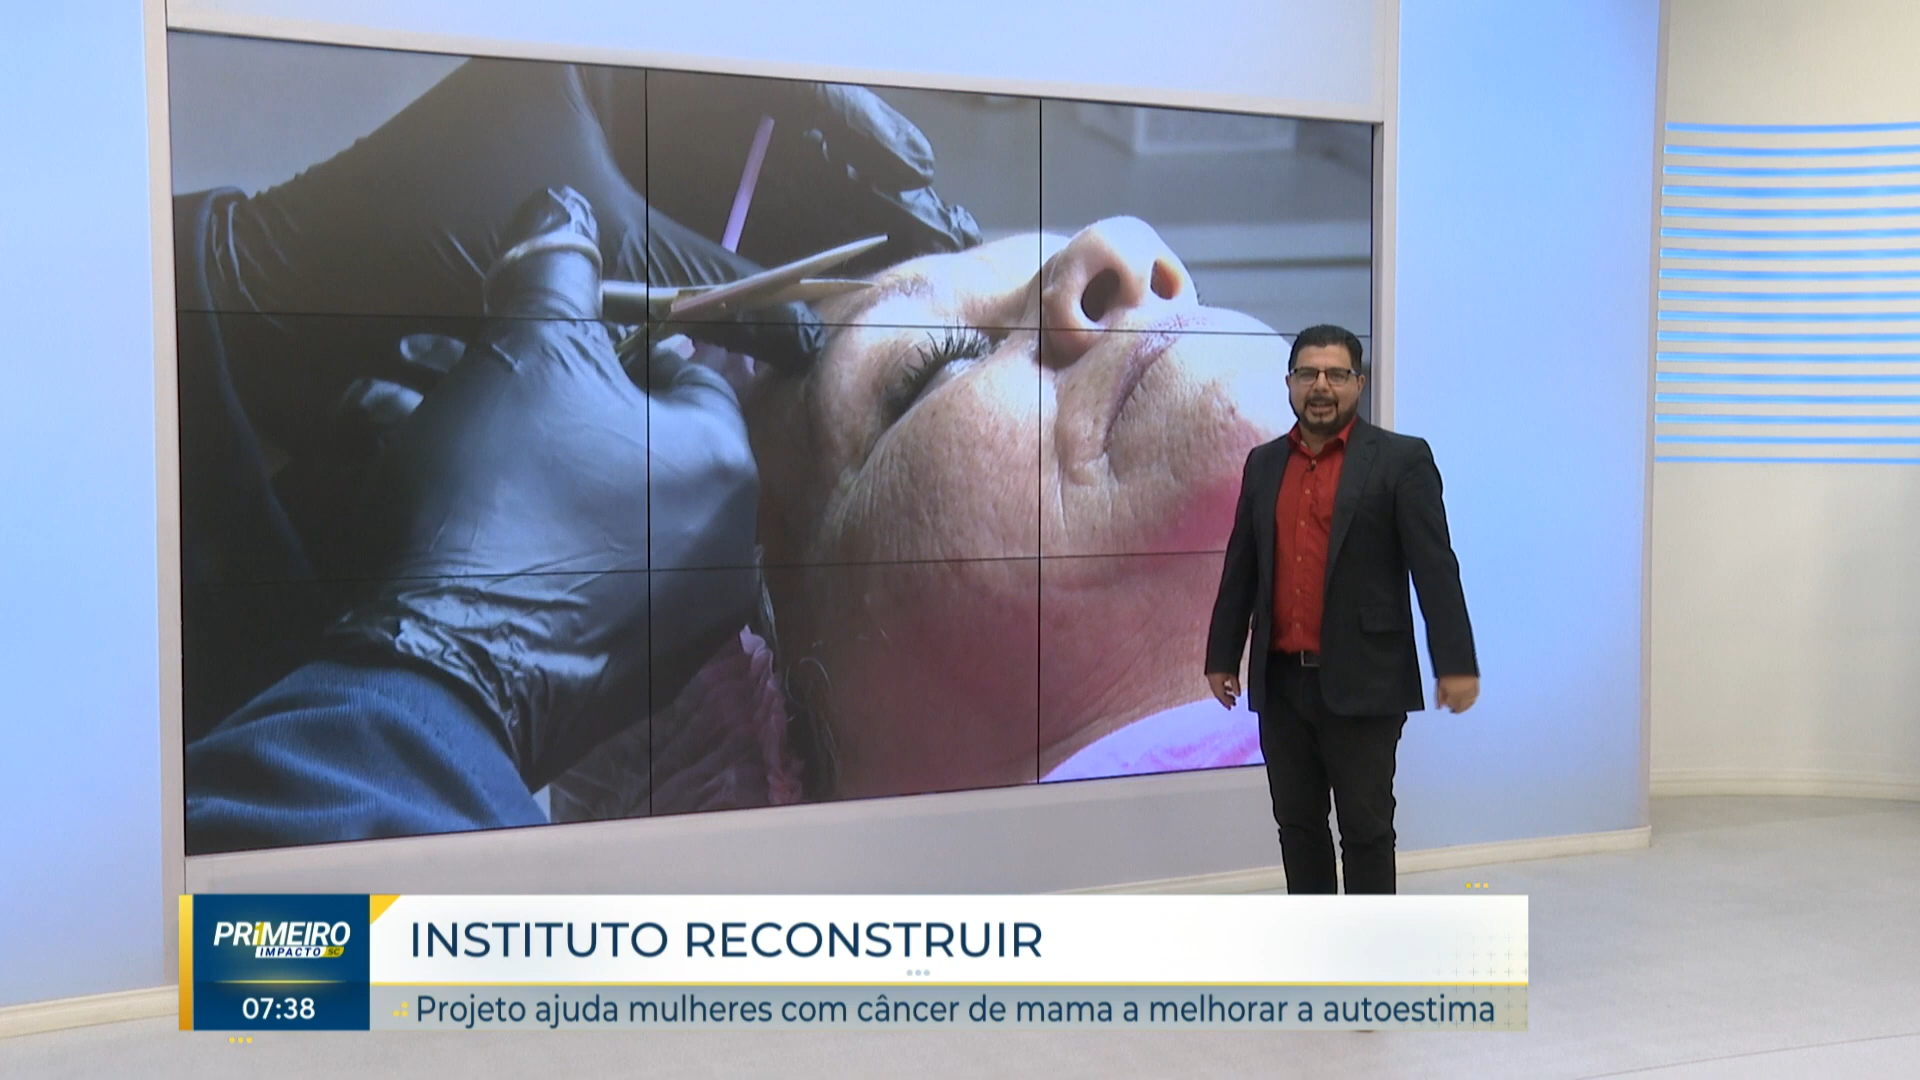 PRiMEIRO
IMPACTO SC
07:38
INSTITUTO RECONSTRUIR
Projeto ajuda mulheres com câncer de mama a melhorar a autoestima